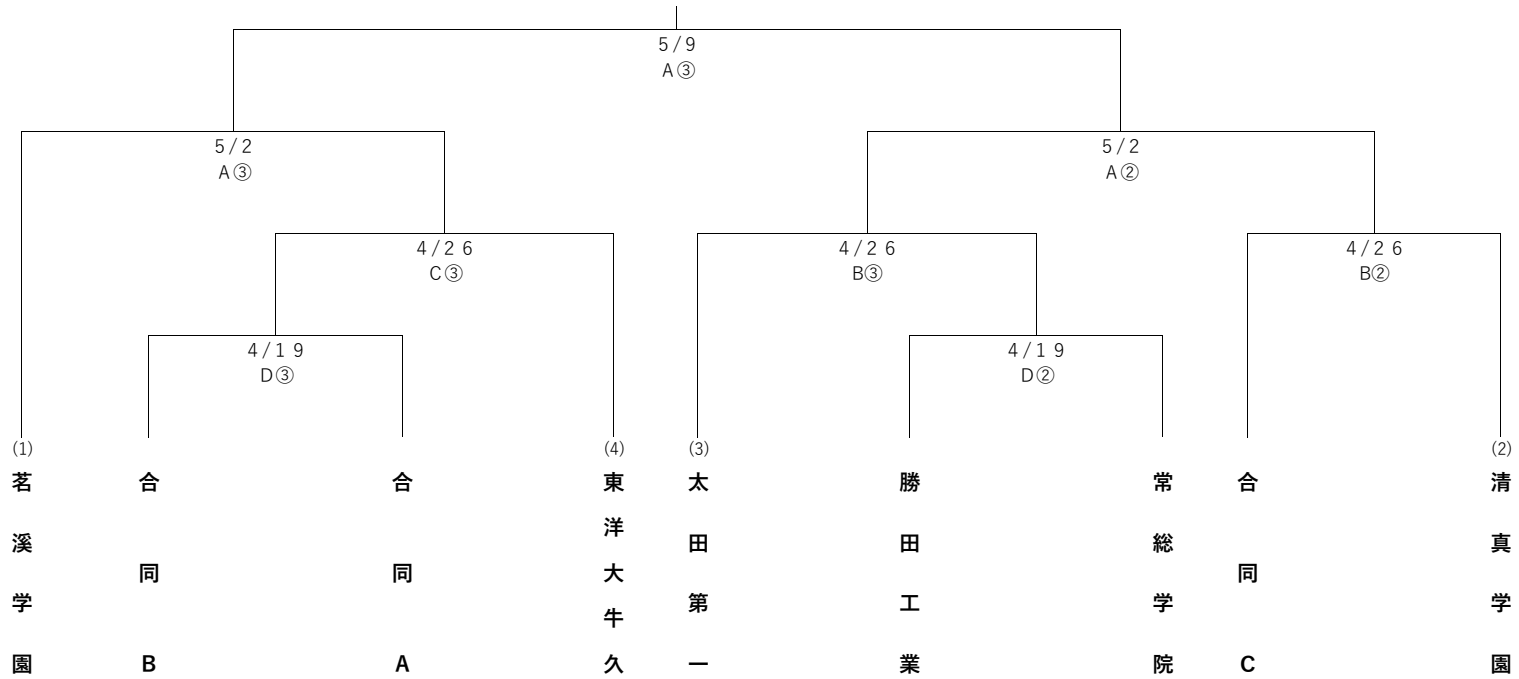 5/9
A③
5/2
A③
5/2
A②
4/26
C③
4/26
B③
4/26
B②
4/19
D③
4/19
D②
(1)
茗溪学園
合同B
合同A
(4)
東洋大牛久
(3)
太田第一
勝田工業
常総学院
合同C
(2)
清真学園